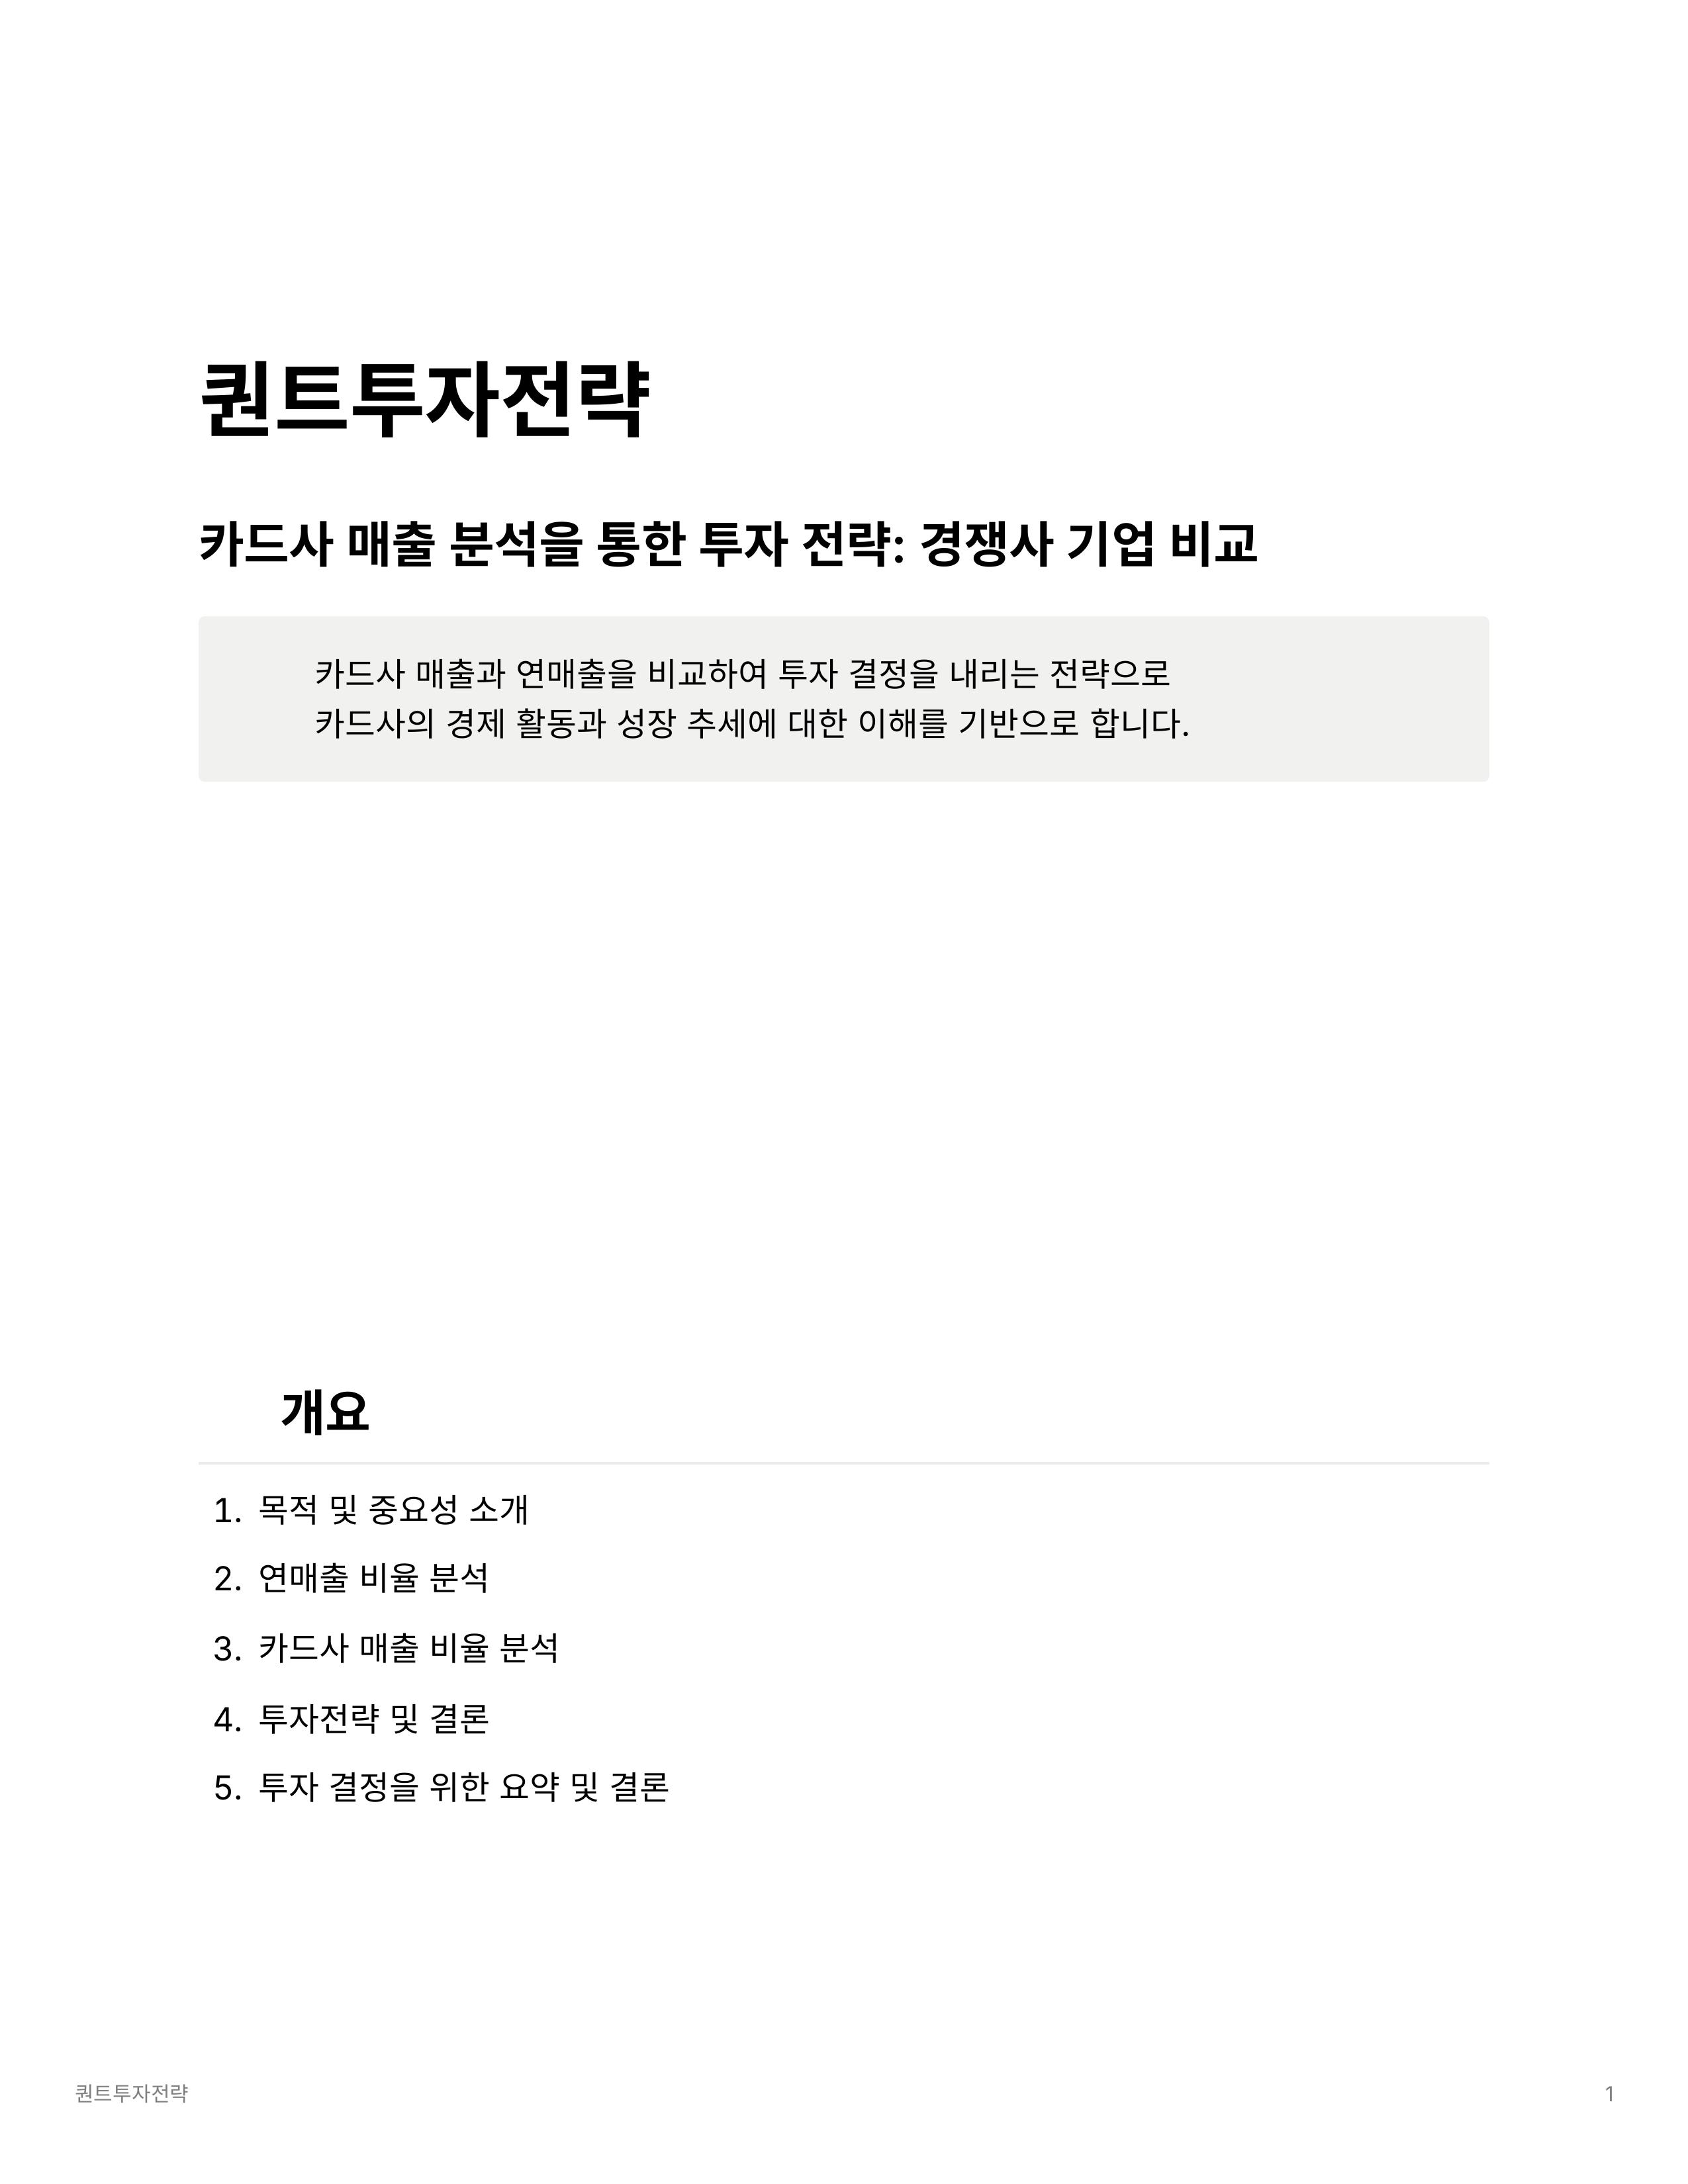 퀀트투자전략
카드사 매출 분석을 통한 투자 전략: 경쟁사 기업 비교
카드사 매출과 연매출을 비교하여 투자 결정을 내리는 전략으로
카드사의 경제 활동과 성장 추세에 대한 이해를 기반으로 합니다.
개요
1. 목적 및 중요성 소개
2. 연매출 비율 분석
3. 카드사 매출 비율 분석
4. 투자전략 및 결론
5. 투자 결정을 위한 요약 및 결론
퀀트투자전략 1